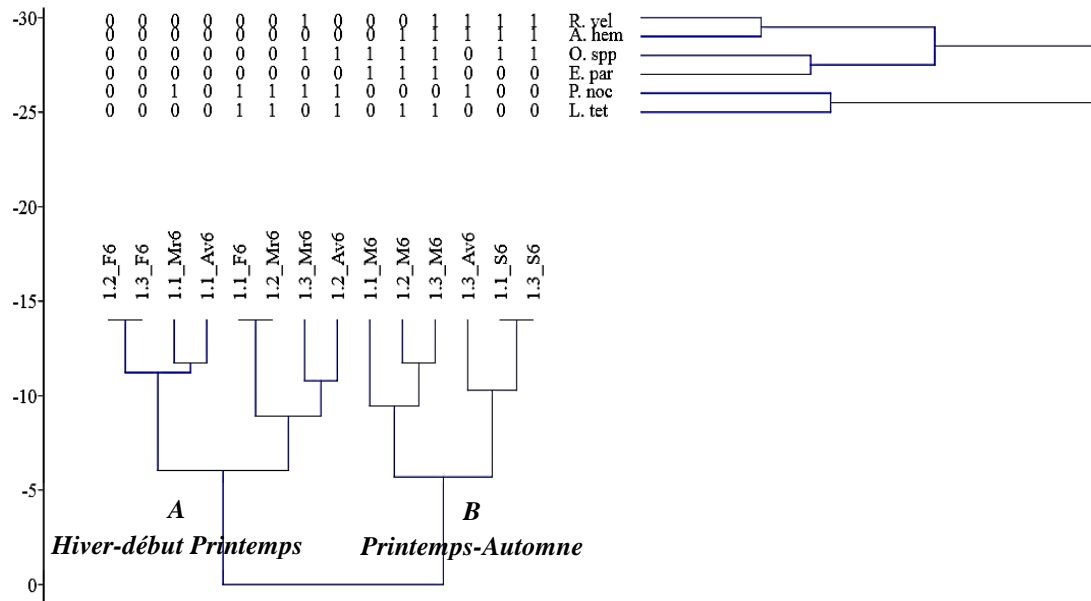 -30 0 0 0 0 0 0 1 0 0 0 1 1 1 1 R. vel
0 0 0 0 0 0 0 0 0 1 1 1 1 1 A. hem
0 0 0 0 0 0 1 1 1 1 1 0 1 1 O. spp
0 0 0 0 0 0 0 0 1 1 1 0 0 0 E. par
0 0 1 0 1 1 1 1 0 0 0 1 0 0 P. noc
-25 0 0 0 0 1 1 0 1 0 1 1 0 0 0 L. tet
-20
1.2_F6 1.3_F6 1.1_Mr6 1.1_Av6 1.1_F6 1.2_Mr6 1.3_Mr6 1.2_Av6 1.1_M6 1.2_M6 1.3_M6 1.3_Av6 1.1_S6 1.3_S6
-15
-10
-5
A B
Hiver-début Printemps Printemps-Automne
0